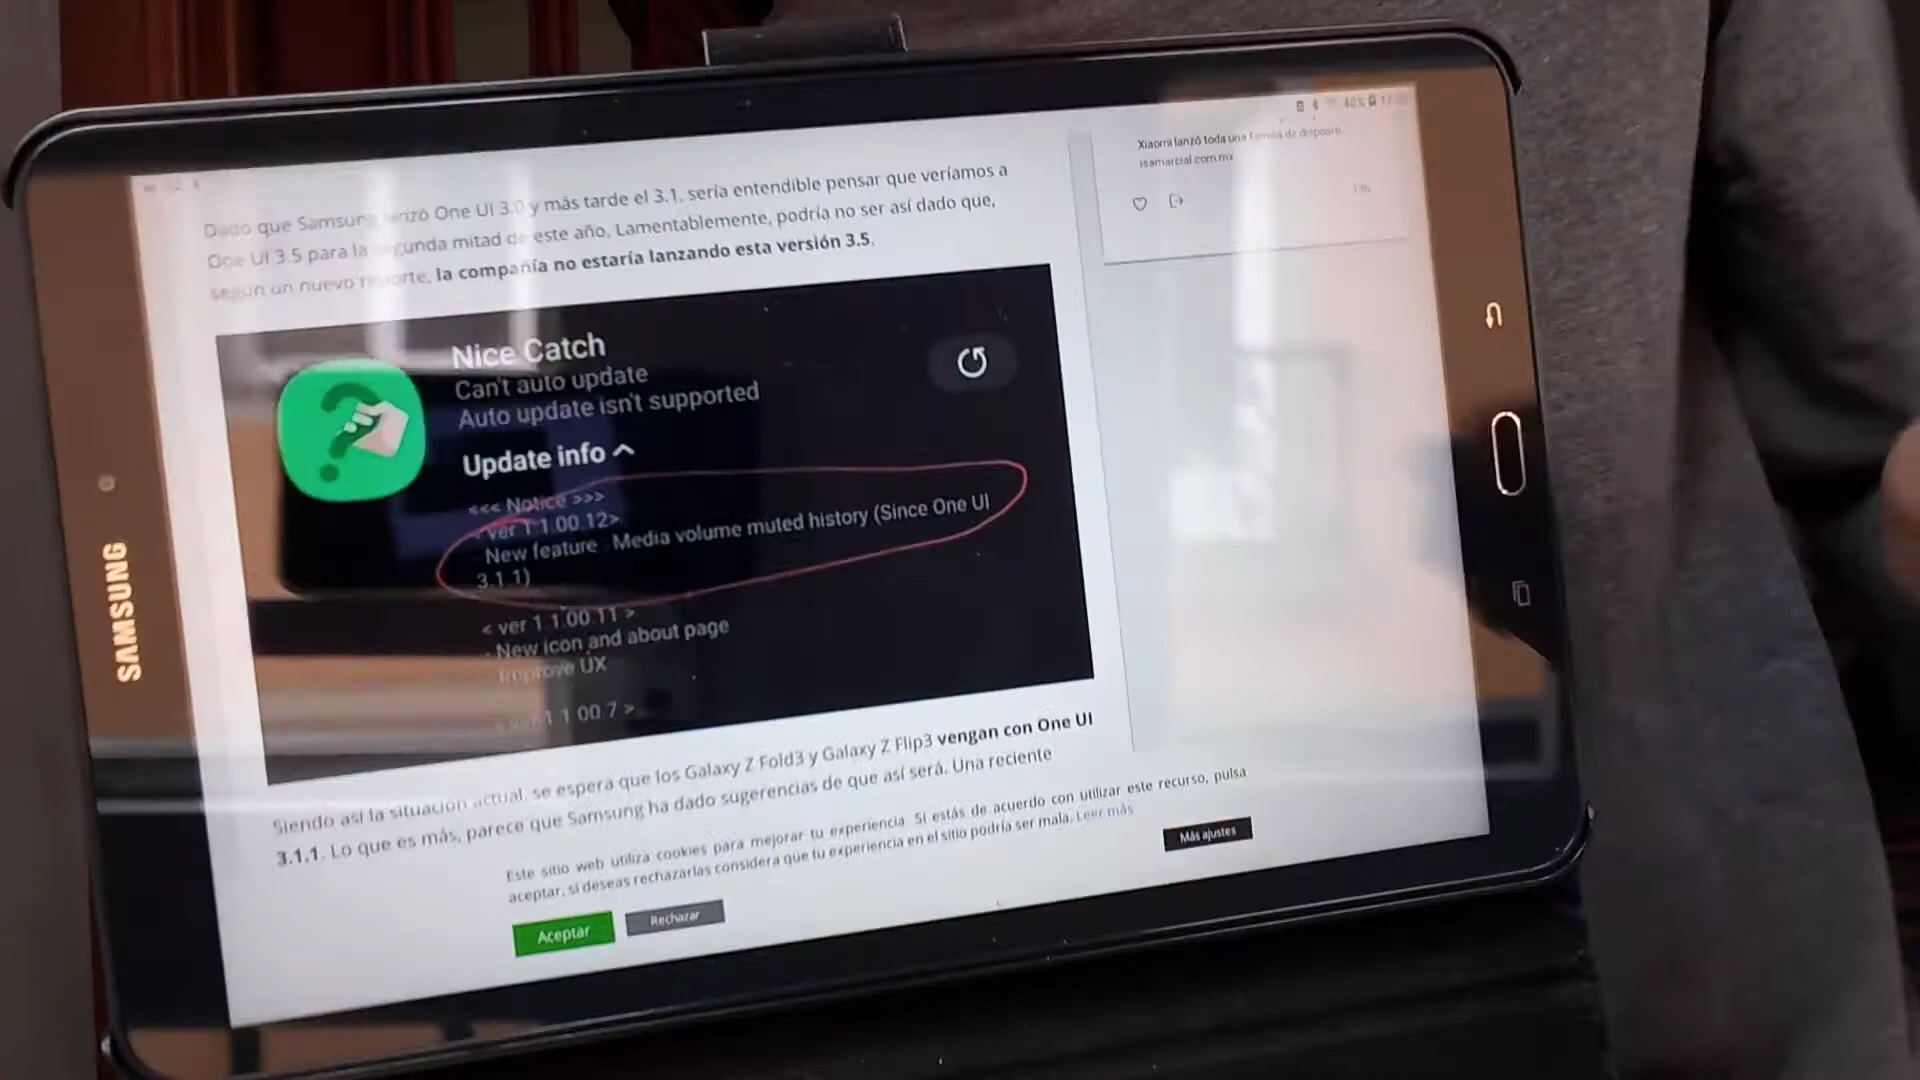 40%
Xiaomi lanzó toda una familia de dispositi
isamarcial.com.mx
Dado que Samsung lanzó One UI 3.0 y más tarde el 3.1, sería entendible pensar que veríamos a
One UI 3.5 para la segunda mitad de este año. Lamentablemente, podría no ser así dado que,
según un nuevo reporte, la compañía no estaría lanzando esta versión 3.5.
Nice Catch
Can't auto update
Auto update isn't supported
Update info
<<< Notice >>>
< ver 1.1.00.12>
- New feature : Media volume muted history (Since One UI
3.1.1)
< ver 1.1.00.11 >
- New icon and about page
- Improve UX
< ver 1.1.00.7 >
Siendo así la situación actual, se espera que los Galaxy Z Fold3 y Galaxy Z Flip3 vengan con One UI
3.1.1. Lo que es más, parece que Samsung ha dado sugerencias de que así será. Una reciente
Este sitio web utiliza cookies para mejorar tu experiencia. Si estás de acuerdo con utilizar este recurso, pulsa
aceptar, si deseas rechazarlas considera que tu experiencia en el sitio podría ser mala. Leer más
Más ajustes
Aceptar
Rechazar
SAMSUNG